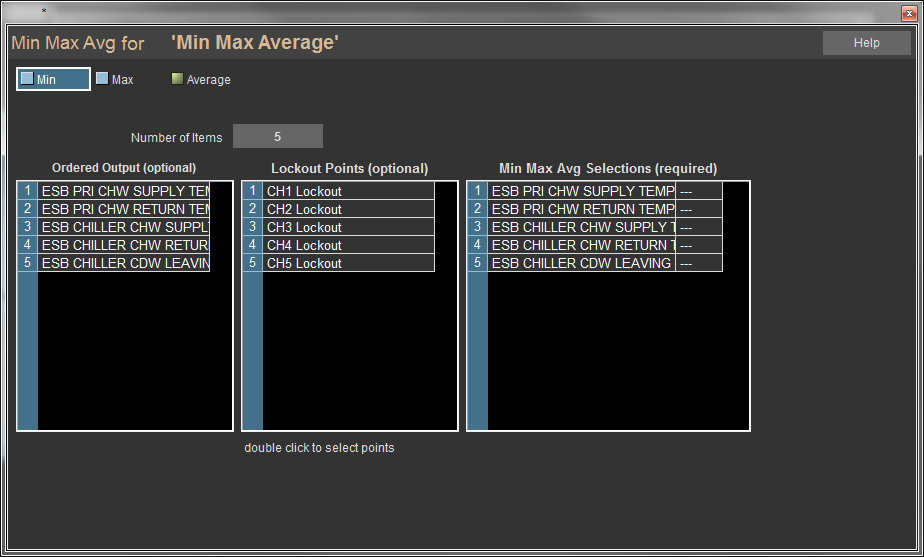 *
Min Max Avg for 'Min Max Average'
Help
Min Max Average
Number of Items 5
Ordered Output (optional) Lockout Points (optional) Min Max Avg Selections (required)
1 ESB PRI CHW SUPPLY TEM 1 CH1 Lockout 1 ESB PRI CHW SUPPLY TEMP ---
2 ESB PRI CHW RETURN TEM 2 CH2 Lockout 2 ESB PRI CHW RETURN TEMP ---
3 ESB CHILLER CHW SUPPL 3 CH3 Lockout 3 ESB CHILLER CHW SUPPLY T ---
4 ESB CHILLER CHW RETUR 4 CH4 Lockout 4 ESB CHILLER CHW RETURN T ---
5 ESB CHILLER CDW LEAVIN 5 CH5 Lockout 5 ESB CHILLER CDW LEAVING ---
double click to select points